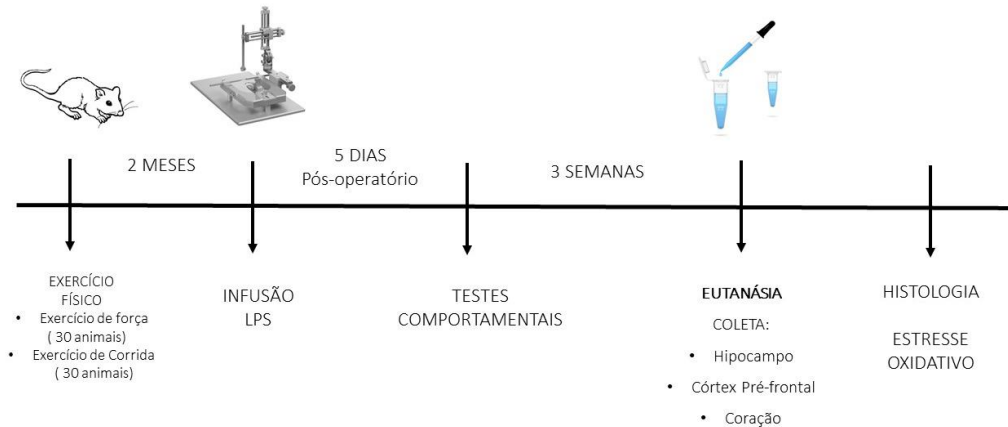 2 MESES
5 DIAS
Pós-operatório
3 SEMANAS
EXERCÍCIO
FÍSICO
• Exercício de força
( 30 animais)
• Exercício de Corrida
( 30 animais)
INFUSÃO
LPS
TESTES
COMPORTAMENTAIS
EUTANÁSIA
COLETA:
• Hipocampo
• Córtex Pré-frontal
• Coração
HISTOLOGIA
ESTRESSE
OXIDATIVO